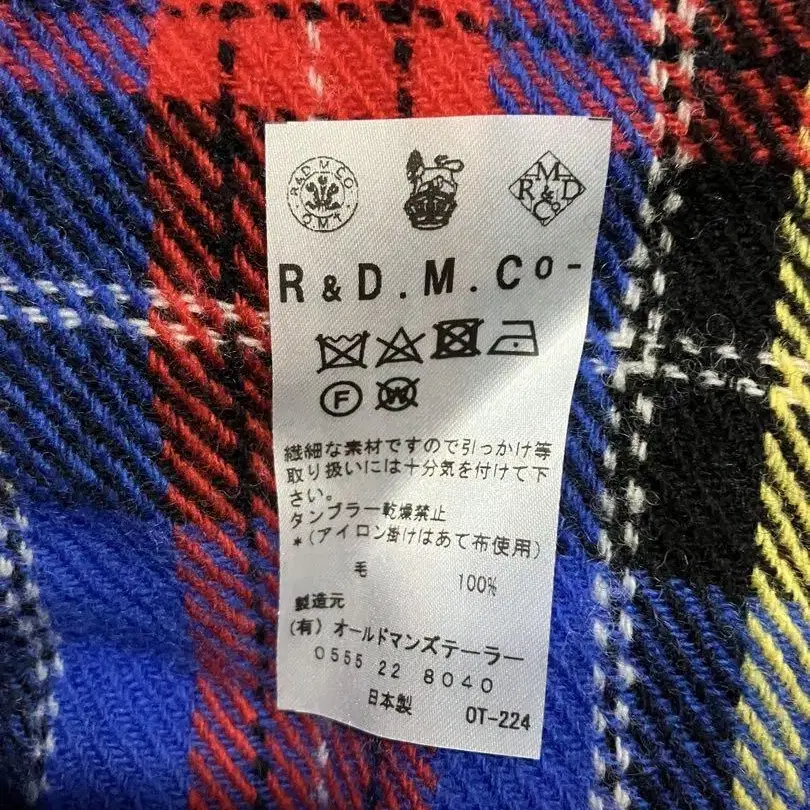 R&D.M.CO
O.M.T
R M D
&
Co
R & D . M . Cº -
F W
繊細な素材ですので引っかけ等
取り扱いには十分気を付けて下
さい。
タンブラー乾燥禁止
*(アイロン掛けはあて布使用)
毛 100%
製造元
(有) オールドマンズテーラー
0555 22 8040
日本製 OT-224